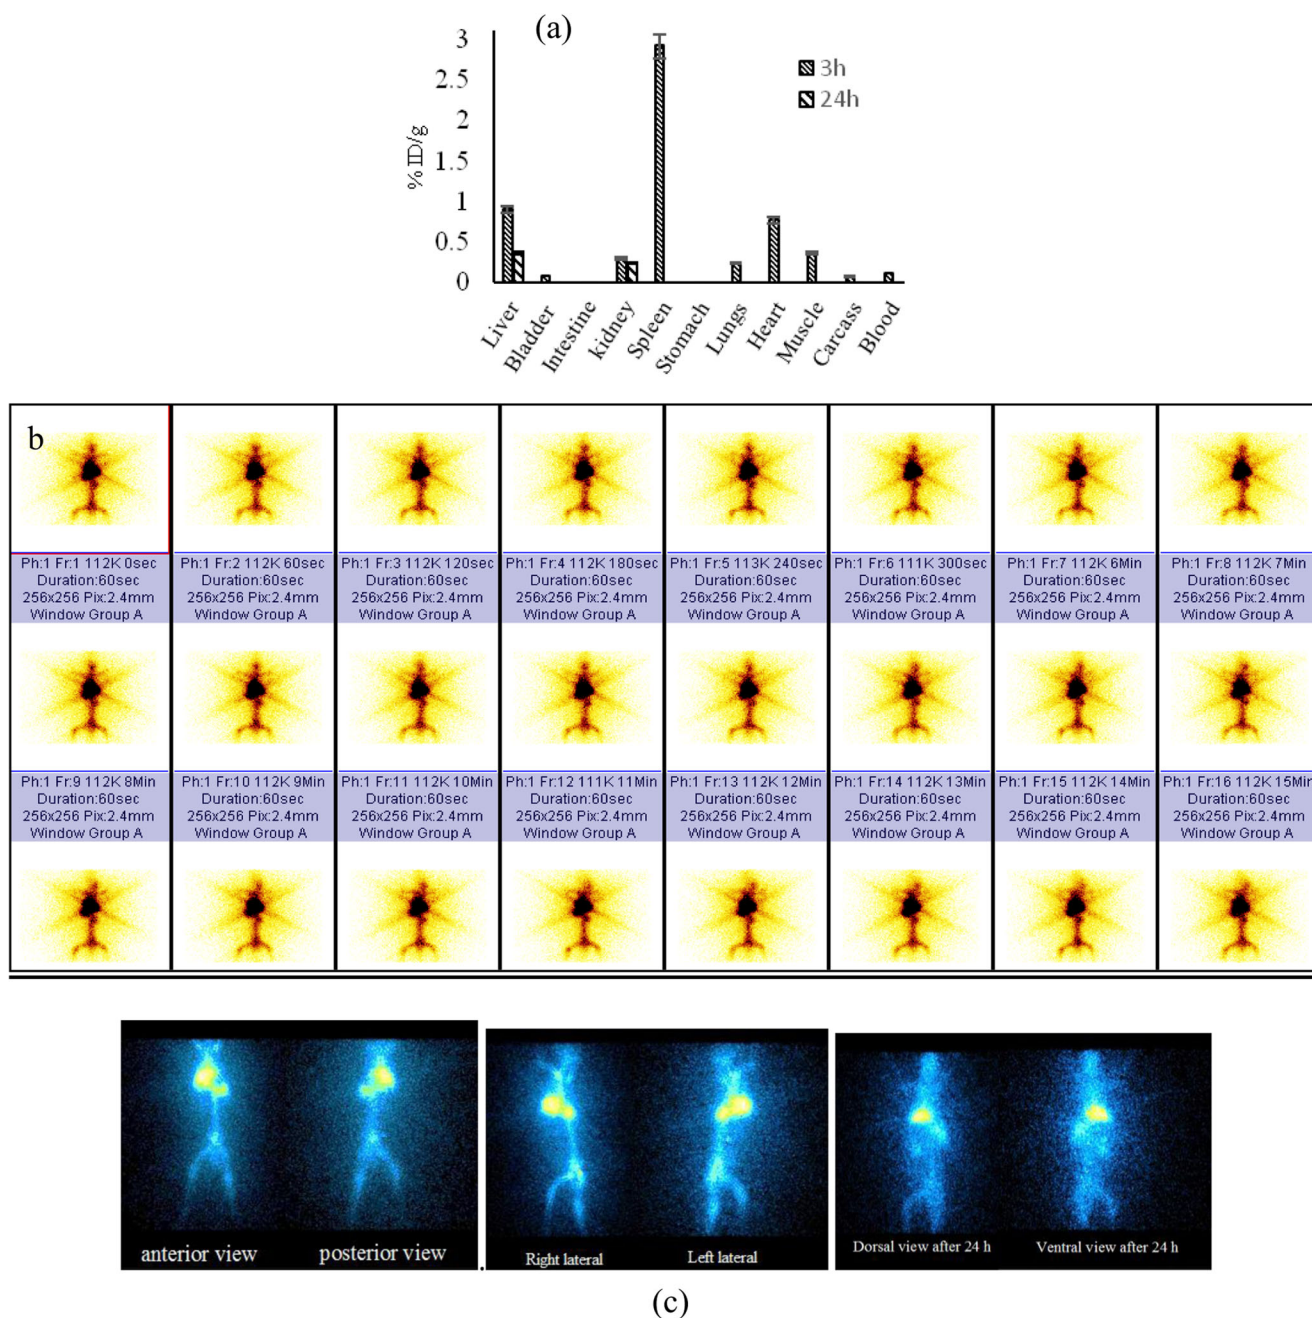 (a)
3
2.5
2
1.5
1
0.5
0
% ID/g
3h
24h
Liver
Bladder
Intestine
kidney
Spleen
Stomach
Lungs
Heart
Muscle
Carcass
Blood
b
Ph:1 Fr:1 112K 0sec
Duration:60sec
256x256 Pix:2.4mm
Window Group A
Ph:1 Fr:2 112K 60sec
Duration:60sec
256x256 Pix:2.4mm
Window Group A
Ph:1 Fr:3 112K 120sec
Duration:60sec
256x256 Pix:2.4mm
Window Group A
Ph:1 Fr:4 112K 180sec
Duration:60sec
256x256 Pix:2.4mm
Window Group A
Ph:1 Fr:5 113K 240sec
Duration:60sec
256x256 Pix:2.4mm
Window Group A
Ph:1 Fr:6 111K 300sec
Duration:60sec
256x256 Pix:2.4mm
Window Group A
Ph:1 Fr:7 112K 6Min
Duration:60sec
256x256 Pix:2.4mm
Window Group A
Ph:1 Fr:8 112K 7Min
Duration:60sec
256x256 Pix:2.4mm
Window Group A
Ph:1 Fr:9 112K 8Min
Duration:60sec
256x256 Pix:2.4mm
Window Group A
Ph:1 Fr:10 112K 9Min
Duration:60sec
256x256 Pix:2.4mm
Window Group A
Ph:1 Fr:11 112K 10Min
Duration:60sec
256x256 Pix:2.4mm
Window Group A
Ph:1 Fr:12 111K 11Min
Duration:60sec
256x256 Pix:2.4mm
Window Group A
Ph:1 Fr:13 112K 12Min
Duration:60sec
256x256 Pix:2.4mm
Window Group A
Ph:1 Fr:14 112K 13Min
Duration:60sec
256x256 Pix:2.4mm
Window Group A
Ph:1 Fr:15 112K 14Min
Duration:60sec
256x256 Pix:2.4mm
Window Group A
Ph:1 Fr:16 112K 15Min
Duration:60sec
256x256 Pix:2.4mm
Window Group A
anterior view
posterior view
.
Right lateral
Left lateral
Dorsal view after 24 h
Ventral view after 24 h
(c)